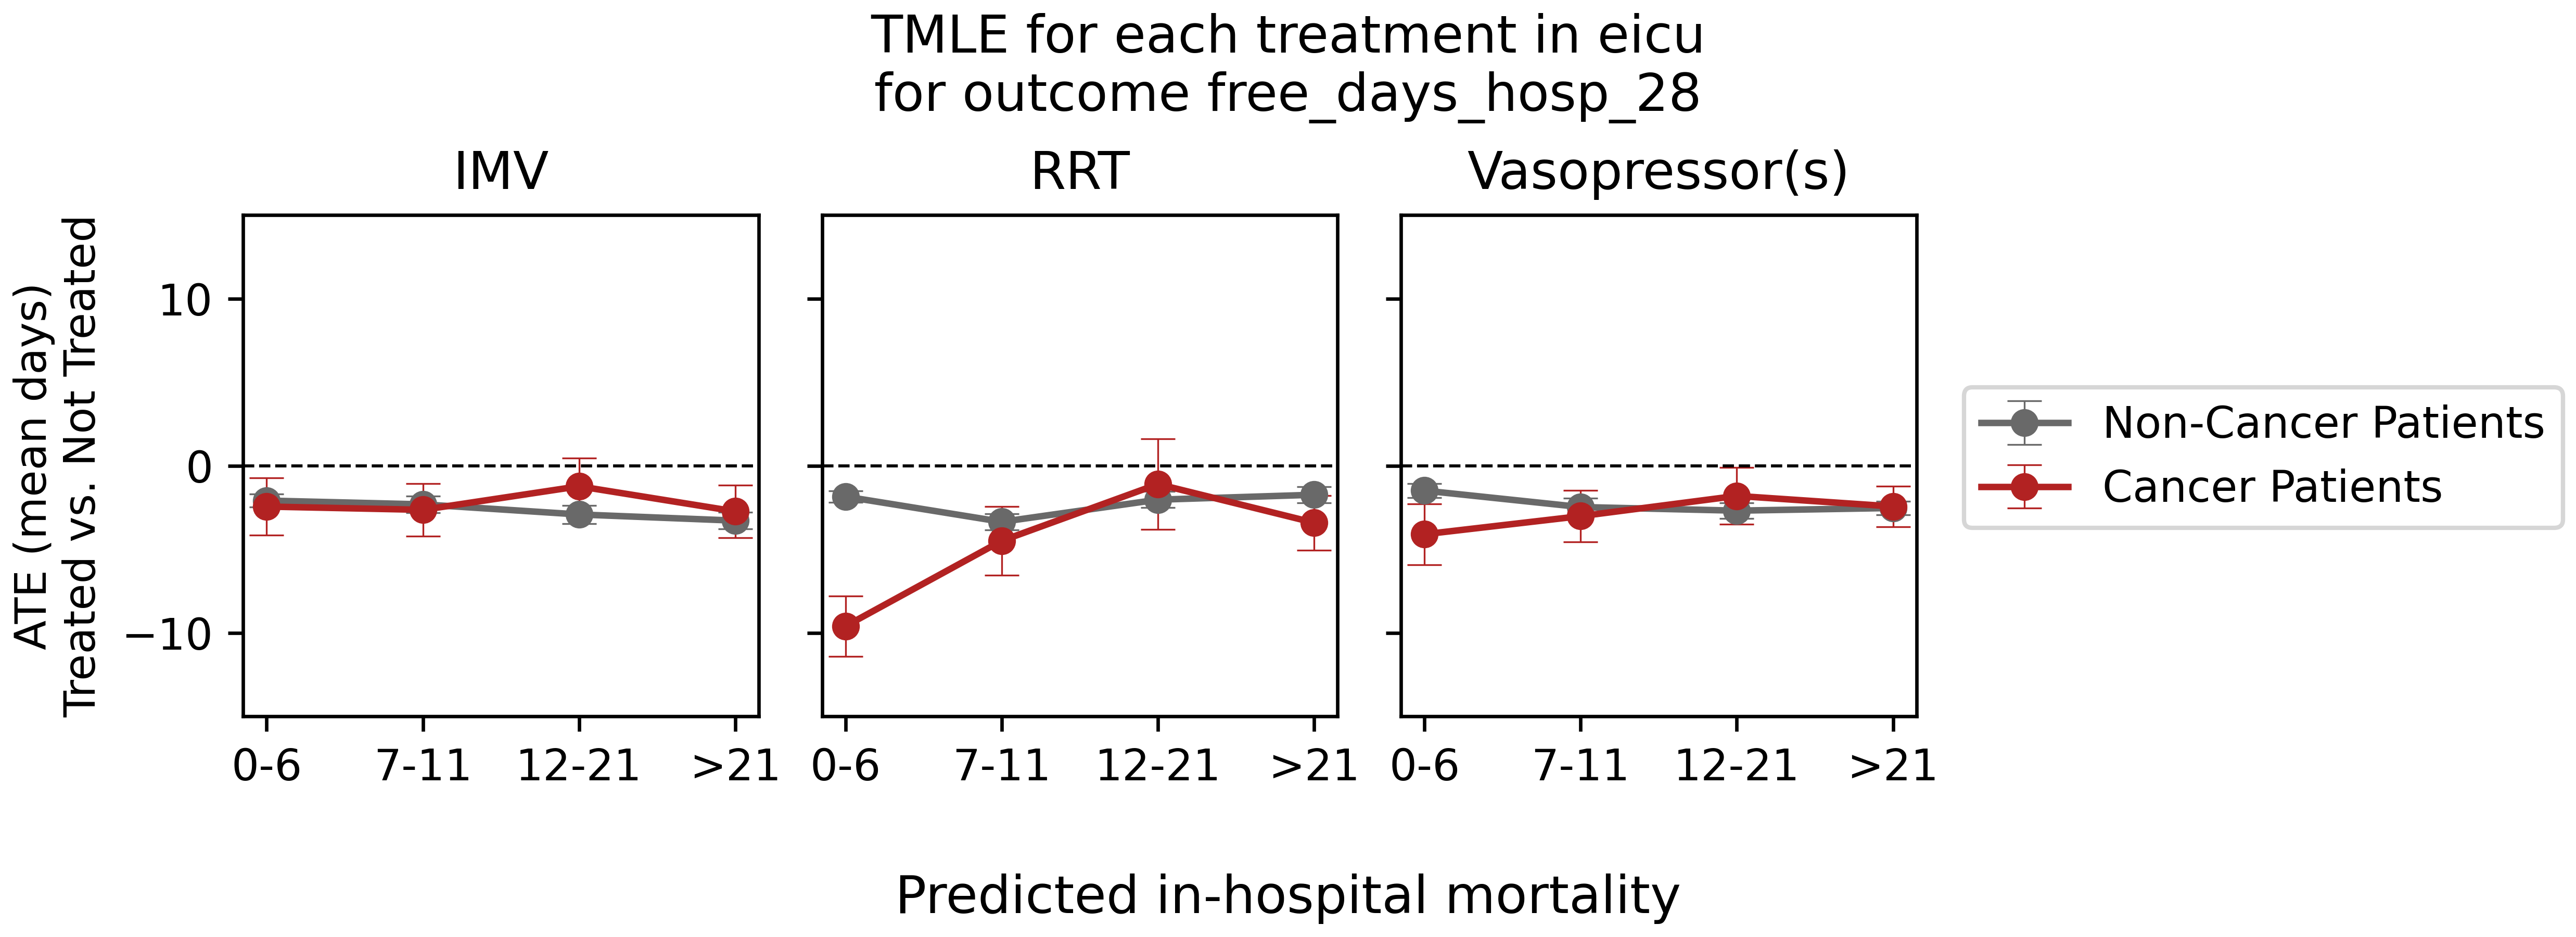 TMLE for each treatment in eicu
for outcome free_days_hosp_28
IMV
RRT
Vasopressor(s)
ATE (mean days)
Treated vs. Not Treated
10
0
−10
0-6
7-11
12-21
>21
0-6
7-11
12-21
>21
0-6
7-11
12-21
>21
Non-Cancer Patients
Cancer Patients
Predicted in-hospital mortality